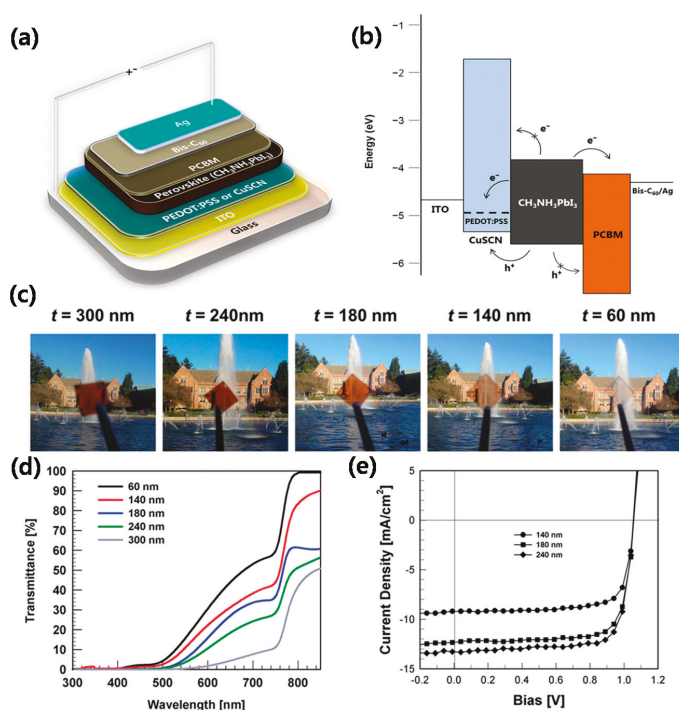 (a)
+-
Ag
Bis-C60
PCBM
Perovskite (CH3NH3PbI3)
PEDOT:PSS or CuSCN
ITO
Glass
(b)
Energy (eV)
−1
−2
−3
−4
−5
−6
ITO
PEDOT:PSS
CuSCN
e⁻
e⁻
e⁻
CH3NH3PbI3
h⁺
h⁺
PCBM
Bis-C60/Ag
(c)
t = 300 nm t = 240nm t = 180 nm t = 140 nm t = 60 nm
(d)
Transmittance [%]
100
90
80
70
60
50
40
30
20
10
0
300 400 500 600 700 800
Wavelength [nm]
60 nm
140 nm
180 nm
240 nm
300 nm
(e)
Current Density [mA/cm²]
5
0
-5
-10
-15
-0.2 0.0 0.2 0.4 0.6 0.8 1.0 1.2
Bias [V]
140 nm
180 nm
240 nm